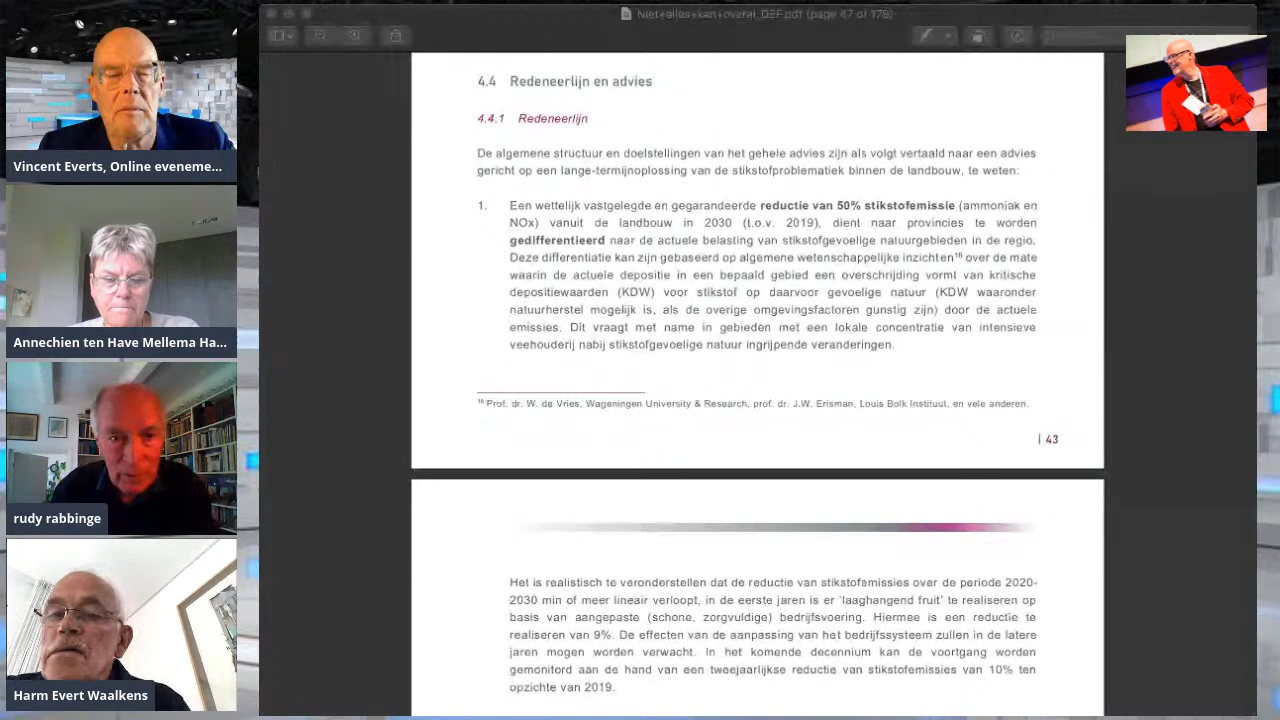 Niet+alles+kan+overal_DEF.pdf (page 47 of 179)
4.4 Redeneerlijn en advies
4.4.1 Redeneerlijn
De algemene structuur en doelstellingen van het gehele advies zijn als volgt vertaald naar een advies
gericht op een lange-termijnoplossing van de stikstofproblematiek binnen de landbouw, te weten:
1. Een wettelijk vastgelegde en gegarandeerde reductie van 50% stikstofemissie (ammoniak en
NOx) vanuit de landbouw in 2030 (t.o.v. 2019), dient naar provincies te worden
gedifferentieerd naar de actuele belasting van stikstofgevoelige natuurgebieden in de regio.
Deze differentiatie kan zijn gebaseerd op algemene wetenschappelijke inzichten¹⁶ over de mate
waarin de actuele depositie in een bepaald gebied een overschrijding vormt van kritische
depositiewaarden (KDW) voor stikstof op daarvoor gevoelige natuur (KDW waaronder
natuurherstel mogelijk is, als de overige omgevingsfactoren gunstig zijn) door de actuele
emissies. Dit vraagt met name in gebieden met een lokale concentratie van intensieve
veehouderij nabij stikstofgevoelige natuur ingrijpende veranderingen.
¹⁶ Prof. dr. W. de Vries, Wageningen University & Research, prof. dr. J.W. Erisman, Louis Bolk Instituut, en vele anderen.
| 43
Het is realistisch te veronderstellen dat de reductie van stikstofemissies over de periode 2020-
2030 min of meer lineair verloopt, in de eerste jaren is er 'laaghangend fruit' te realiseren op
basis van aangepaste (schone, zorgvuldige) bedrijfsvoering. Hiermee is een reductie te
realiseren van 9%. De effecten van de aanpassing van het bedrijfssysteem zullen in de latere
jaren mogen worden verwacht. In het komende decennium kan de voortgang worden
gemonitord aan de hand van een tweejaarlijkse reductie van stikstofemissies van 10% ten
opzichte van 2019.
Vincent Everts, Online eveneme...
Annechien ten Have Mellema Ha...
rudy rabbinge
Harm Evert Waalkens